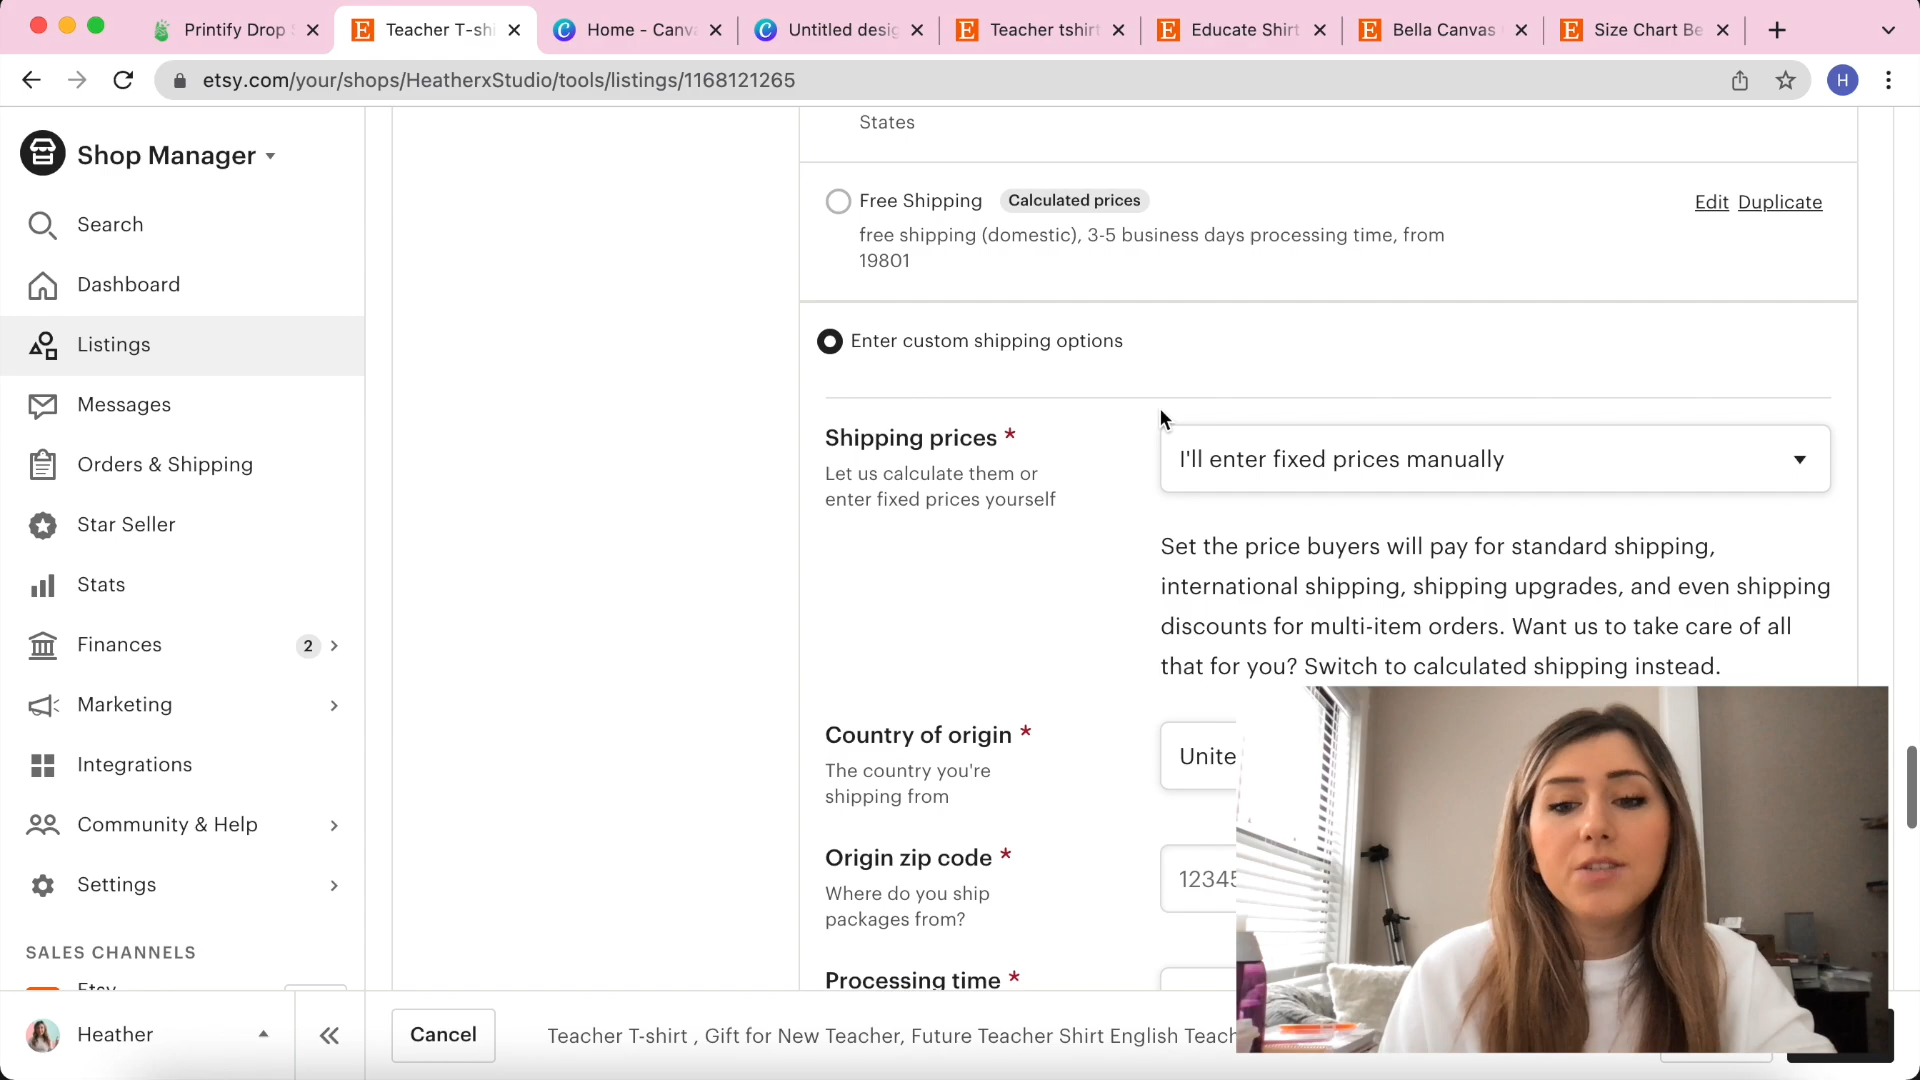 Printify Drop S
Teacher T-shi
Home - Canva
Untitled desig
Teacher tshirt
Educate Shirt
Bella Canvas
Size Chart Be
etsy.com/your/shops/HeatherxStudio/tools/listings/1168121265
H
Shop Manager
Search
Dashboard
Listings
Messages
Orders & Shipping
Star Seller
Stats
Finances 2
Marketing
Integrations
Community & Help
Settings
SALES CHANNELS
Etsy
Heather
States
Free Shipping Calculated prices Edit Duplicate
free shipping (domestic), 3-5 business days processing time, from
19801
Enter custom shipping options
Shipping prices *
Let us calculate them or
enter fixed prices yourself
I'll enter fixed prices manually
Set the price buyers will pay for standard shipping,
international shipping, shipping upgrades, and even shipping
discounts for multi-item orders. Want us to take care of all
that for you? Switch to calculated shipping instead.
Country of origin *
The country you're
shipping from
Unite
Origin zip code *
Where do you ship
packages from?
12345
Processing time *
Cancel
Teacher T-shirt , Gift for New Teacher, Future Teacher Shirt English Teach